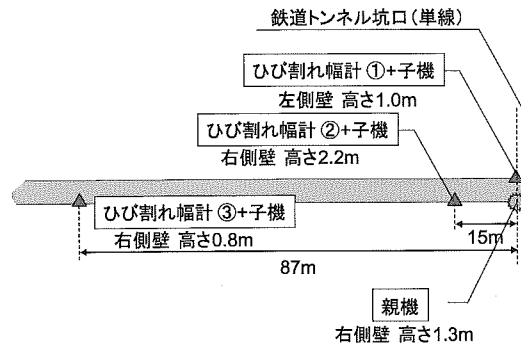 鉄道トンネル坑口(単線)
ひび割れ幅計 ①+子機
左側壁 高さ1.0m
ひび割れ幅計 ②+子機
右側壁 高さ2.2m
ひび割れ幅計 ③+子機
右側壁 高さ0.8m
15m
87m
親機
右側壁 高さ1.3m